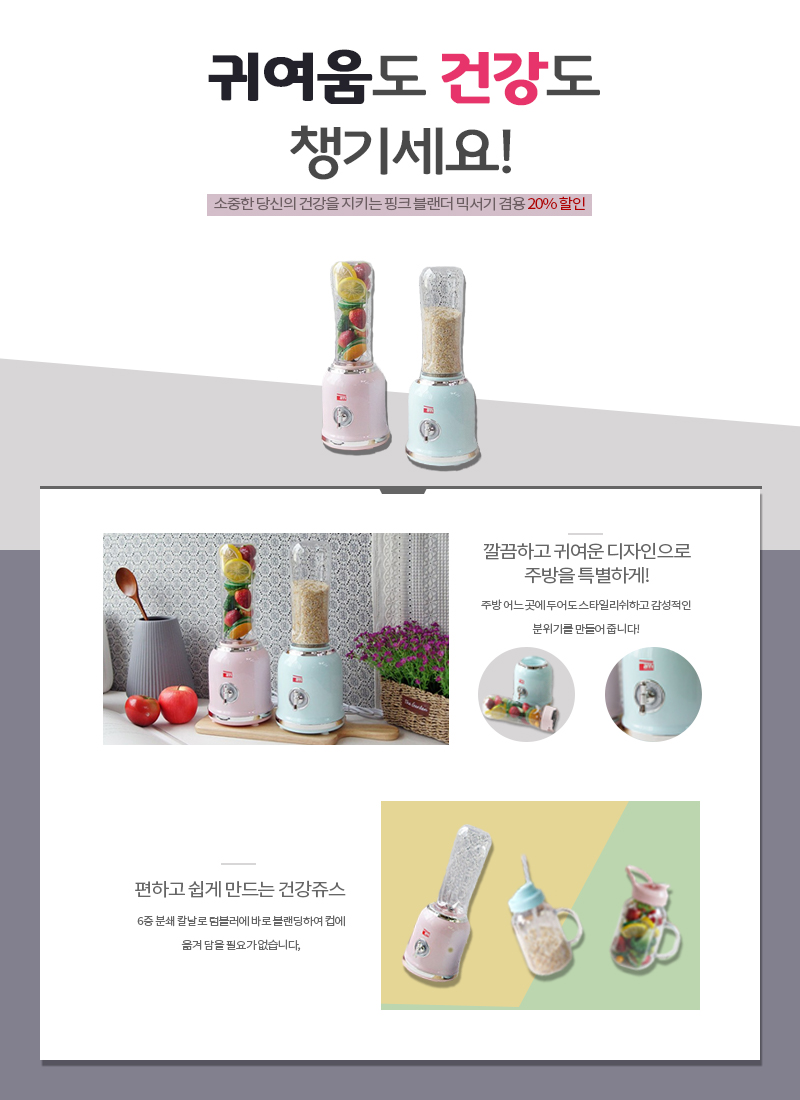 귀여움도 건강도
챙기세요!
소중한 당신의 건강을 지키는 핑크 블랜더 믹서기 겸용 20% 할인
깔끔하고 귀여운 디자인으로
주방을 특별하게!
주방 어느 곳에 두어도 스타일리쉬하고 감성적인
분위기를 만들어 줍니다!
The Garden
편하고 쉽게 만드는 건강쥬스
6중 분쇄 칼날로 텀블러에 바로 블랜딩하여 컵에
옮겨 담을 필요가 없습니다,